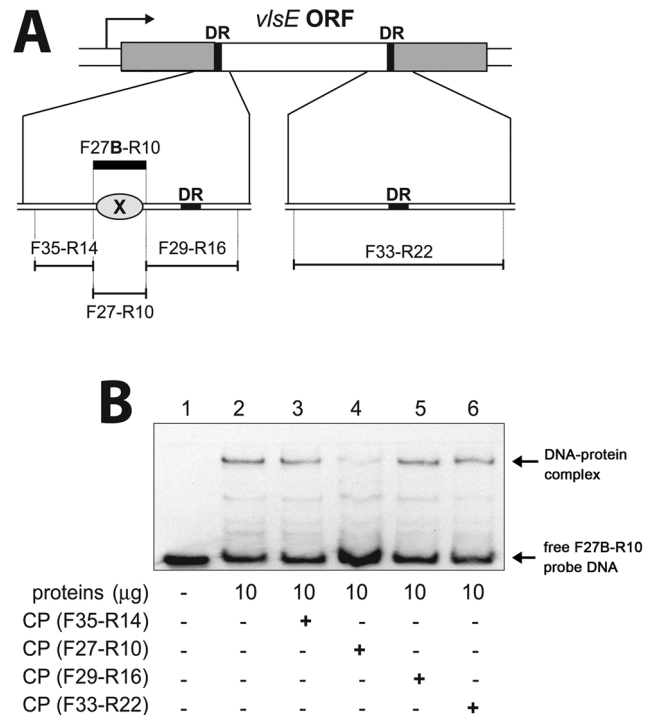 A
vlsE ORF
DR DR
F27B-R10
X DR DR
F35-R14 F29-R16 F33-R22
F27-R10
B
1 2 3 4 5 6
DNA-protein
complex
free F27B-R10
probe DNA
proteins (µg) - 10 10 10 10 10
CP (F35-R14) - - + - - -
CP (F27-R10) - - - + - -
CP (F29-R16) - - - - + -
CP (F33-R22) - - - - - +